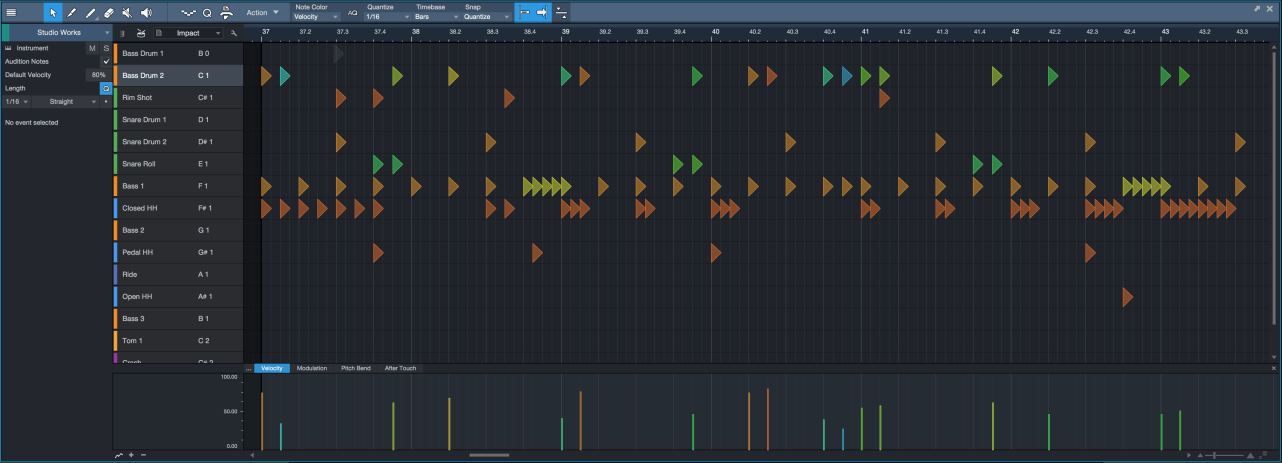 Action
Note Color
Velocity
AQ
Quantize
1/16
Timebase
Bars
Snap
Quantize
Studio Works
Impact
37 37.2 37.3 37.4 38 38.2 38.3 38.4 39 39.2 39.3 39.4 40 40.2 40.3 40.4 41 41.2 41.3 41.4 42 42.2 42.3 42.4 43 43.2 43.3
Instrument M S
Audition Notes
Default Velocity 80%
Length Q
1/16 Straight
No event selected
Bass Drum 1 B 0
Bass Drum 2 C 1
Rim Shot C# 1
Snare Drum 1 D 1
Snare Drum 2 D# 1
Snare Roll E 1
Bass 1 F 1
Closed HH F# 1
Bass 2 G 1
Pedal HH G# 1
Ride A 1
Open HH A# 1
Bass 3 B 1
Tom 1 C 2
Crash C# 2
... Velocity Modulation Pitch Bend After Touch
100.00
50.00
0.00